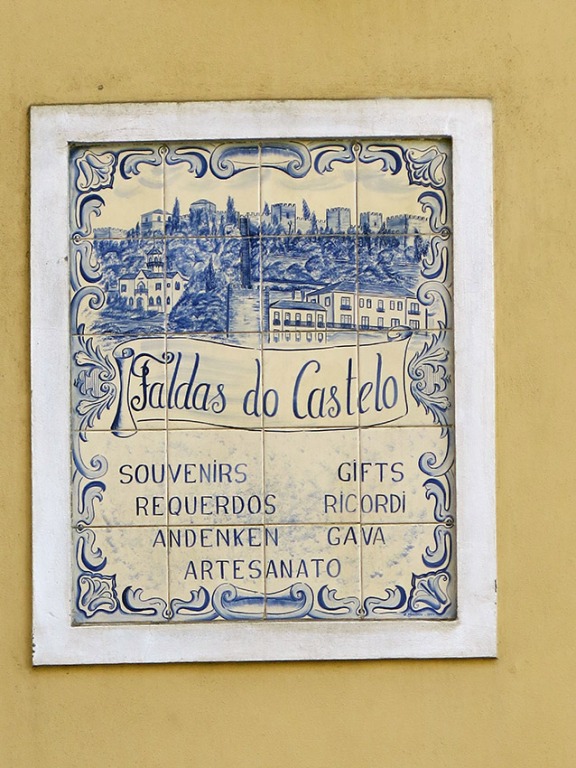 Faldas do Castelo
SOUVENIRS GIFTS
REQUERDOS RICORDI
ANDENKEN GAVA
ARTESANATO